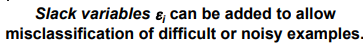 Slack variables εi can be added to allow
misclassification of difficult or noisy examples.